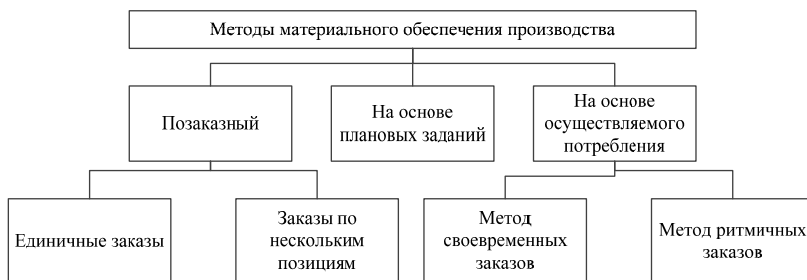 Методы материального обеспечения производства
Позаказный
На основе
плановых заданий
На основе
осуществляемого
потребления
Единичные заказы
Заказы по
нескольким
позициям
Метод
своевременных
заказов
Метод ритмичных
заказов